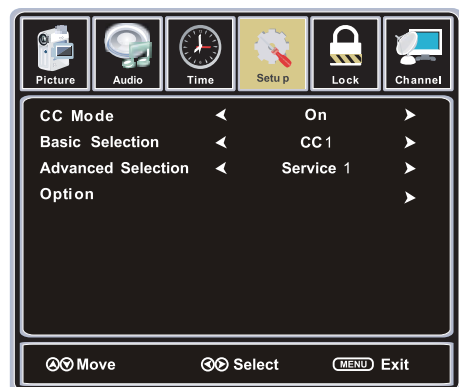 Picture Audio Time Setup Lock Channel
CC Mode On
Basic Selection CC1
Advanced Selection Service 1
Option
Move Select MENU Exit